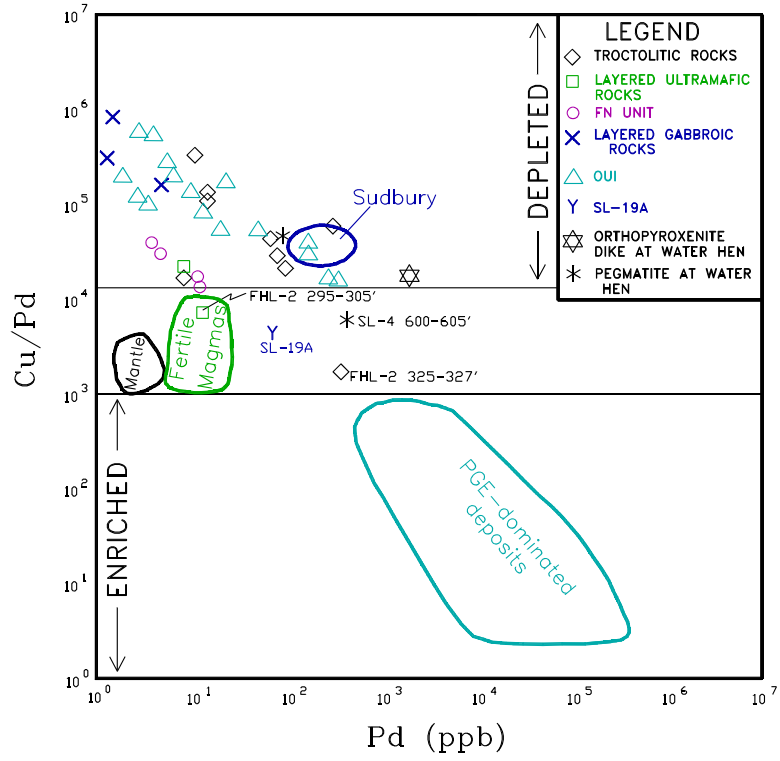 10⁷
10⁶
10⁵
10⁴
10³
10²
10¹
10⁰
Cu/Pd
DEPLETED
ENRICHED
LEGEND
TROCTOLITIC ROCKS
LAYERED ULTRAMAFIC
ROCKS
FN UNIT
LAYERED GABBROIC
ROCKS
OUI
SL-19A
ORTHOPYROXENITE
DIKE AT WATER HEN
PEGMATITE AT WATER
HEN
Sudbury
FHL-2 295-305'
SL-4 600-605'
SL-19A
FHL-2 325-327'
Mantle
Fertile
Magmas
PGE-dominated
deposits
10⁰
10¹
10²
10³
10⁴
10⁵
10⁶
10⁷
Pd (ppb)